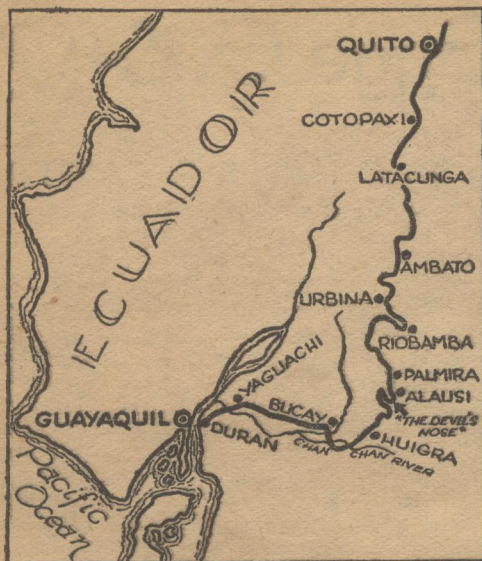 QUITO
COTOPAXI
LATACUNGA
AMBATO
ECUADOR
URBINA
RIOBAMBA
PALMIRA
ALAUSI
"THE DEVIL'S
NOSE"
YAGUACHI
BUCAY
GUAYAQUIL
DURAN
HUIGRA
CHAN CHAN RIVER
Pacific
Ocean